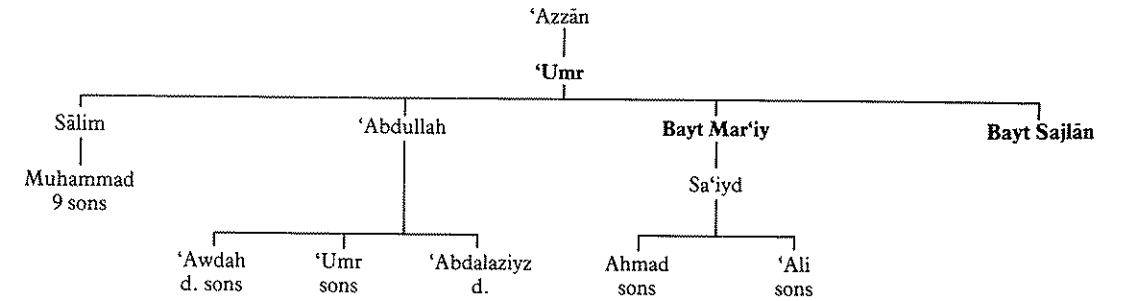 ‘Azzān
‘Umr
Sālim
‘Abdullah
Bayt Mar‘iy
Bayt Sajlān
Muhammad
9 sons
Sa‘iyd
‘Awdah
d. sons
‘Umr
sons
‘Abdalaziyz
d.
Ahmad
sons
‘Ali
sons